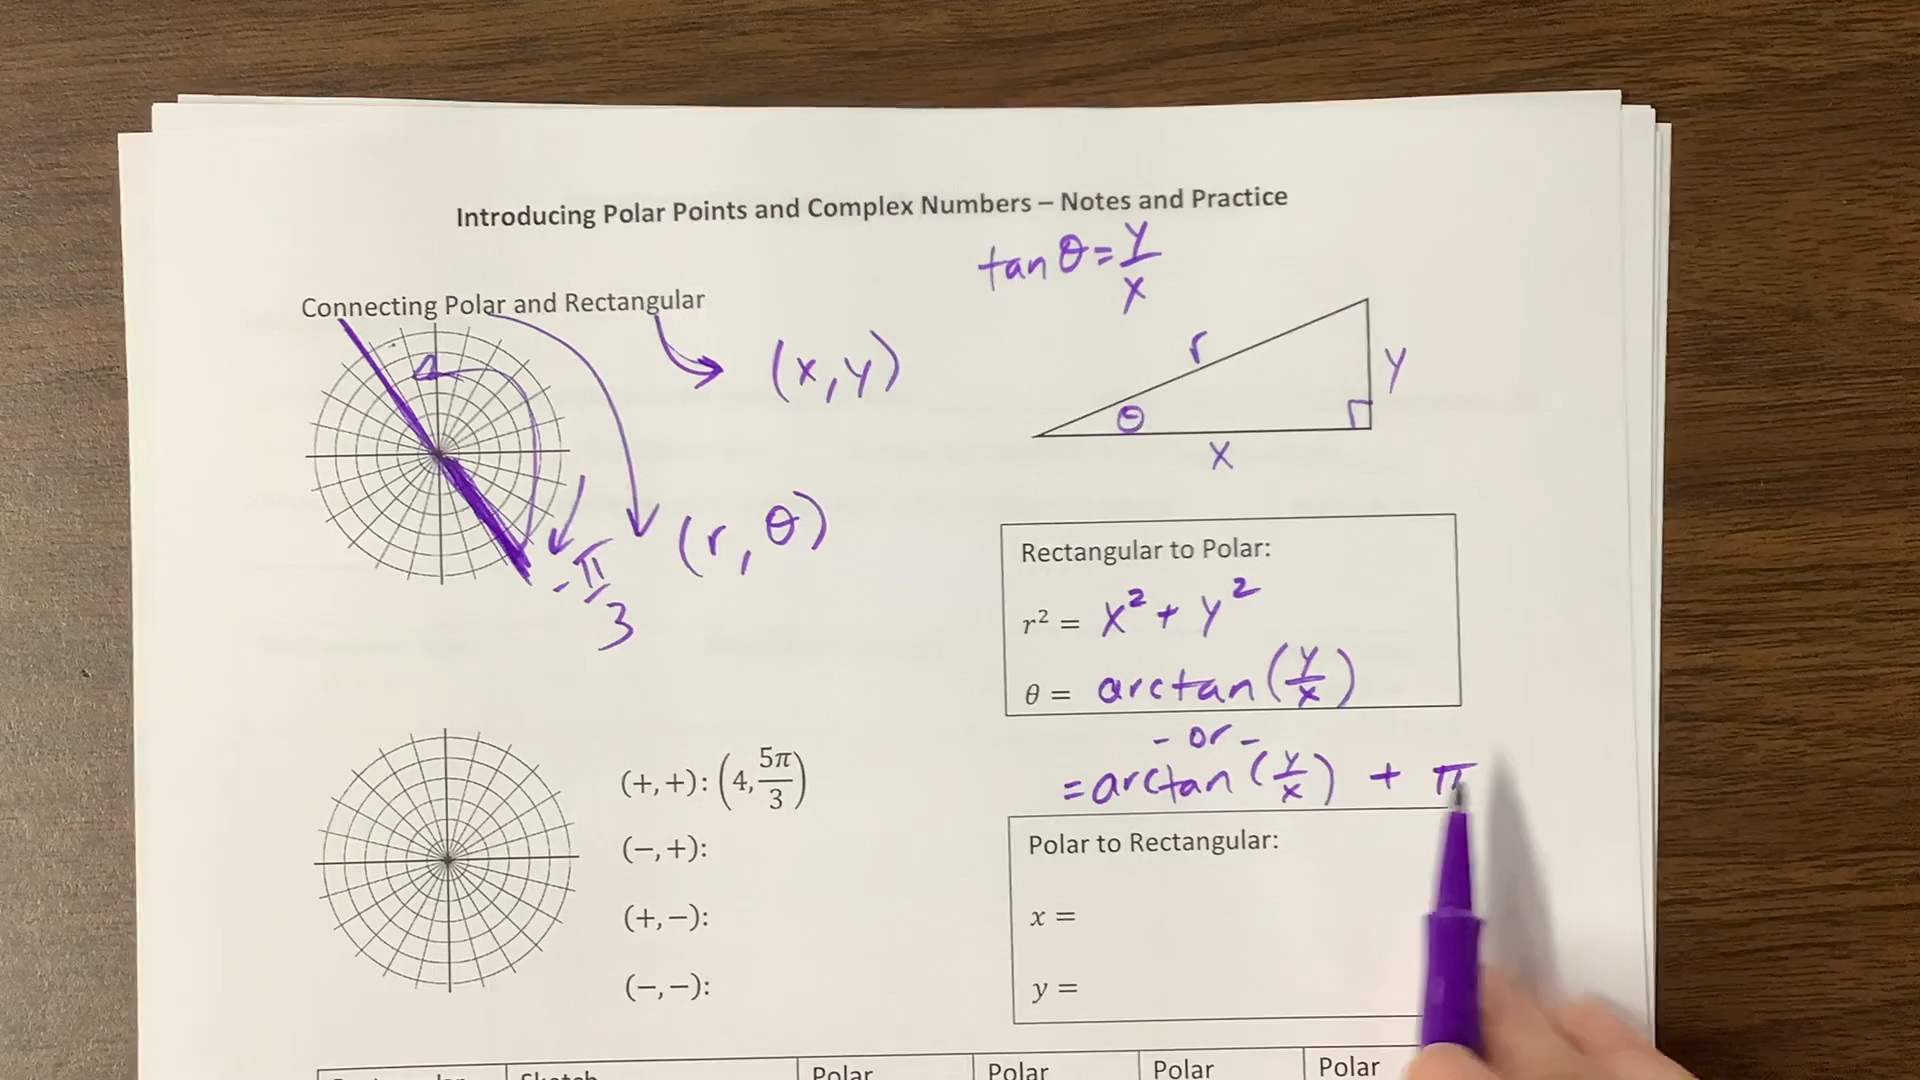 Introducing Polar Points and Complex Numbers – Notes and Practice
tan θ = y/x
Connecting Polar and Rectangular
(x, y)
r
y
θ
x
(r, θ)
-π/3
Rectangular to Polar:
r² = x² + y²
θ = arctan(y/x)
- or -
= arctan(y/x) + π
(+,+): (4, 5π/3)
(−,+):
(+,−):
(−,−):
Polar to Rectangular:
x =
y =
Sketch
Polar
Polar
Polar
Polar